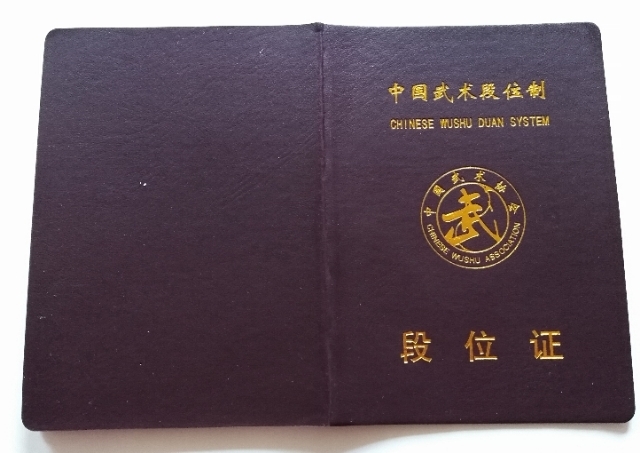 中国武术段位制
CHINESE WUSHU DUAN SYSTEM
中国武术协会
武
CHINESE WUSHU ASSOCIATION
段位证